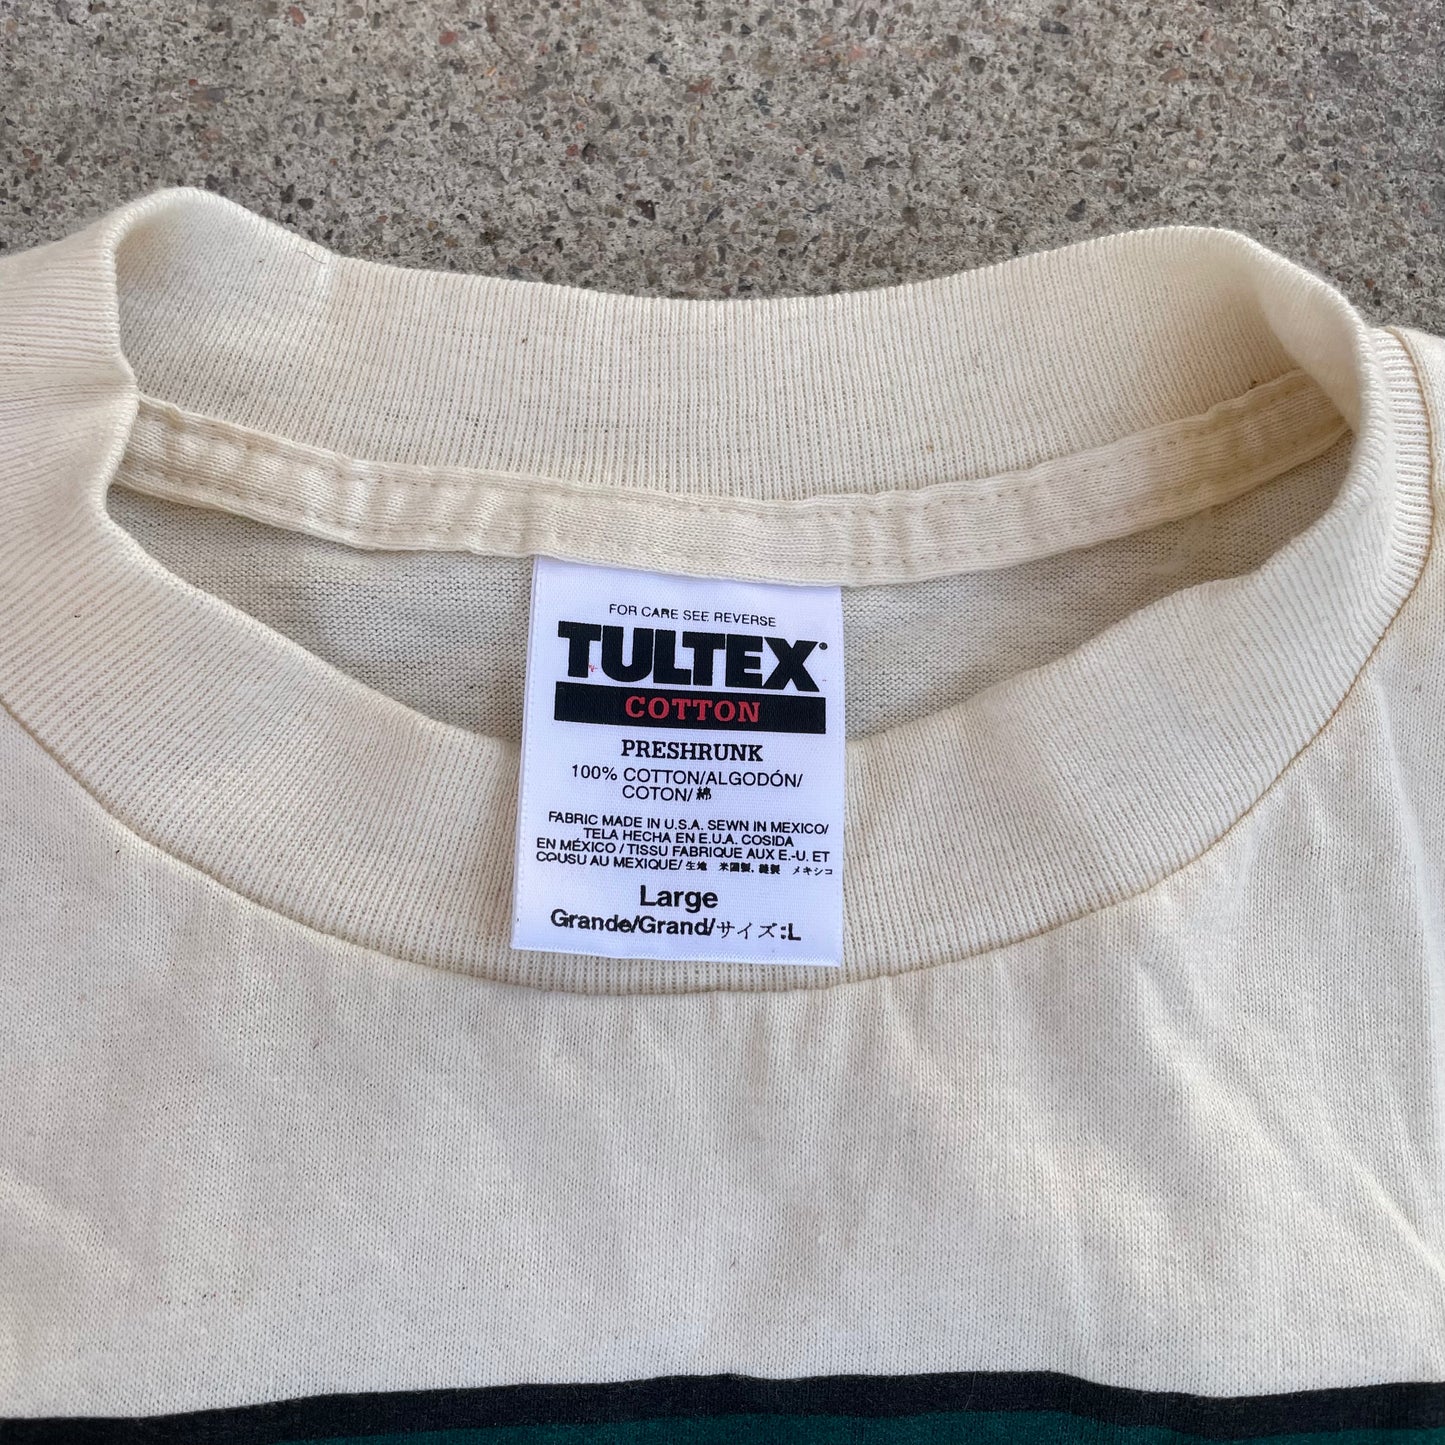 FOR CARE SEE REVERSE
TULTEX®
COTTON
PRESHRUNK
100% COTTON/ALGODÓN/
COTON/綿
FABRIC MADE IN U.S.A. SEWN IN MEXICO/
TELA HECHA EN E.U.A. COSIDA
EN MÉXICO / TISSU FABRIQUE AUX E.-U. ET
COUSU AU MEXIQUE/ 生地 米国製, 縫製 メキシコ
Large
Grande/Grand/サイズ:L